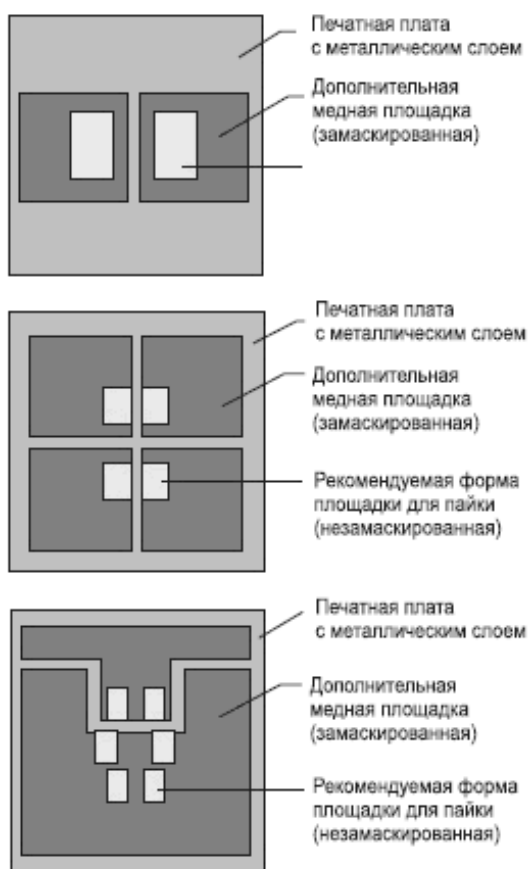 Печатная плата
с металлическим слоем
Дополнительная
медная площадка
(замаскированная)
Печатная плата
с металлическим слоем
Дополнительная
медная площадка
(замаскированная)
Рекомендуемая форма
площадки для пайки
(незамаскированная)
Печатная плата
с металлическим слоем
Дополнительная
медная площадка
(замаскированная)
Рекомендуемая форма
площадки для пайки
(незамаскированная)